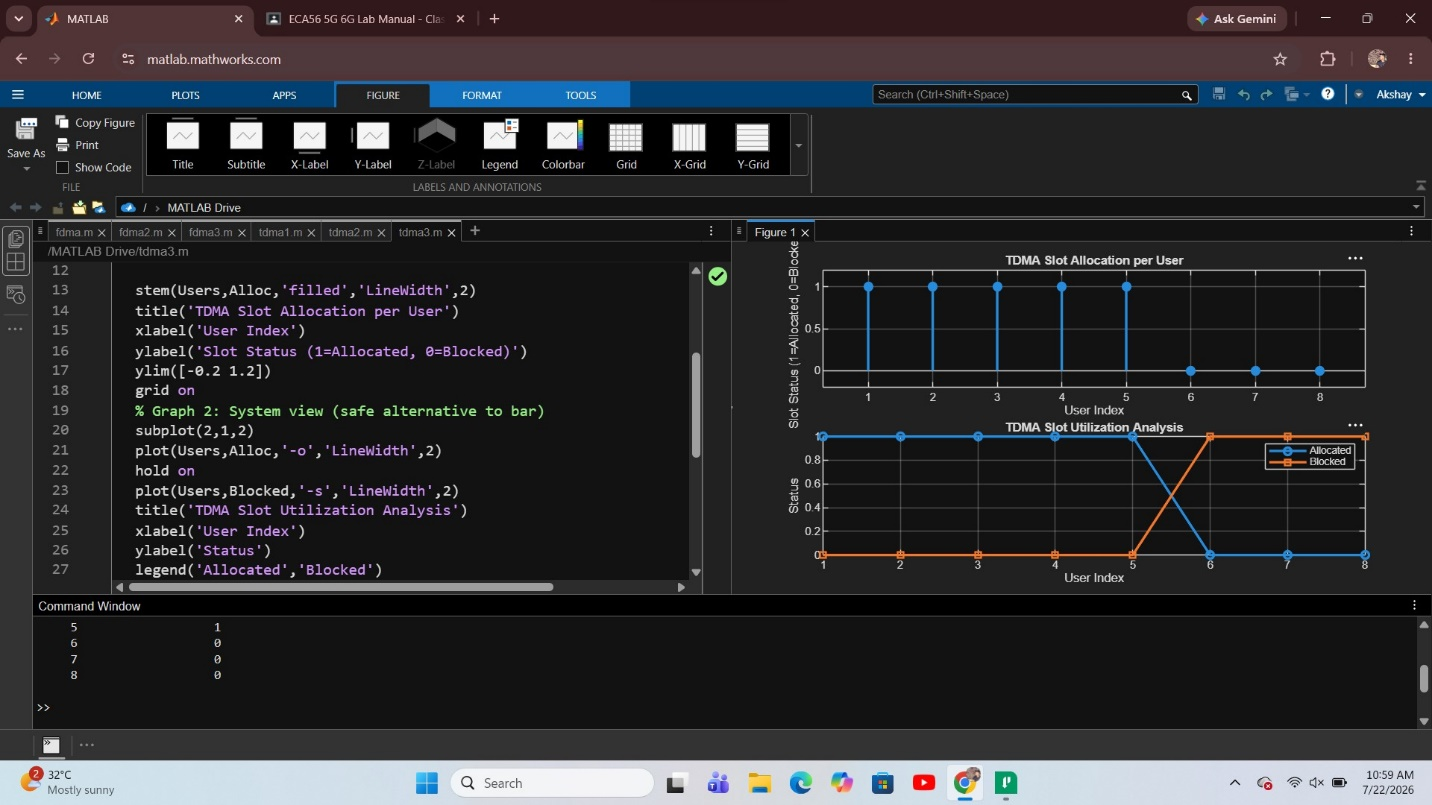 MATLAB
ECA56 5G 6G Lab Manual - Cla
Ask Gemini
matlab.mathworks.com
HOME PLOTS APPS FIGURE FORMAT TOOLS
Search (Ctrl+Shift+Space)
Akshay
Save As
Copy Figure
Print
Show Code
FILE
Title Subtitle X-Label Y-Label Z-Label Legend Colorbar Grid X-Grid Y-Grid
LABELS AND ANNOTATIONS
/ > MATLAB Drive
fdma.m fdma2.m fdma3.m tdma1.m tdma2.m tdma3.m
/MATLAB Drive/tdma3.m
12
13 stem(Users,Alloc,'filled','LineWidth',2)
14 title('TDMA Slot Allocation per User')
15 xlabel('User Index')
16 ylabel('Slot Status (1=Allocated, 0=Blocked)')
17 ylim([-0.2 1.2])
18 grid on
19 % Graph 2: System view (safe alternative to bar)
20 subplot(2,1,2)
21 plot(Users,Alloc,'-o','LineWidth',2)
22 hold on
23 plot(Users,Blocked,'-s','LineWidth',2)
24 title('TDMA Slot Utilization Analysis')
25 xlabel('User Index')
26 ylabel('Status')
27 legend('Allocated','Blocked')
Figure 1
TDMA Slot Allocation per User
Slot Status (1=Allocated, 0=Blocke
1
0.5
0
1 2 3 4 5 6 7 8
User Index
TDMA Slot Utilization Analysis
Status
1
0.8
0.6
0.4
0.2
0
Allocated
Blocked
1 2 3 4 5 6 7 8
User Index
Command Window
5 1
6 0
7 0
8 0
>>
2
32°C
Mostly sunny
Search
10:59 AM
7/22/2026